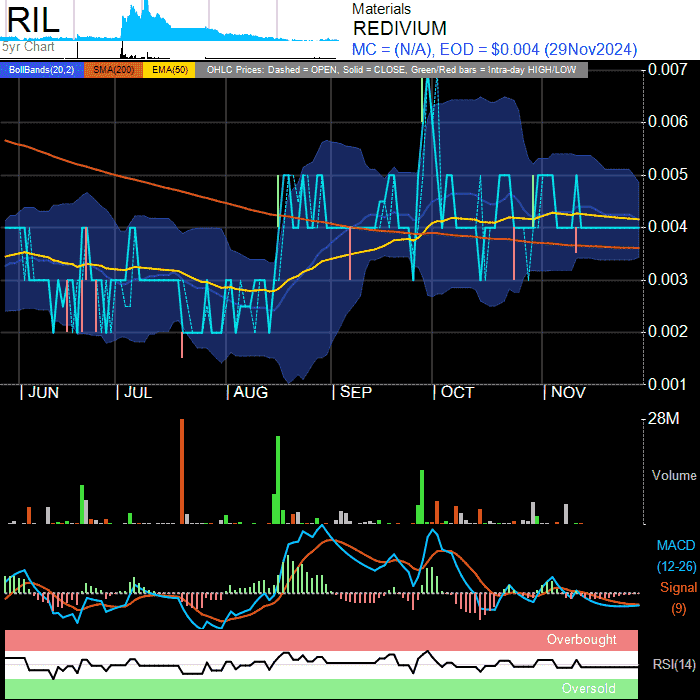 RIL
Materials
REDIVIUM
5yr Chart
MC = (N/A), EOD = $0.004 (29Nov2024)
BollBands(20,2) SMA(200) EMA(50) OHLC Prices: Dashed = OPEN, Solid = CLOSE, Green/Red bars = Intra-day HIGH/LOW
0.007
0.006
0.005
0.004
0.003
0.002
0.001
JUN JUL AUG SEP OCT NOV
28M
Volume
MACD
(12-26)
Signal
(9)
Overbought
RSI(14)
Oversold